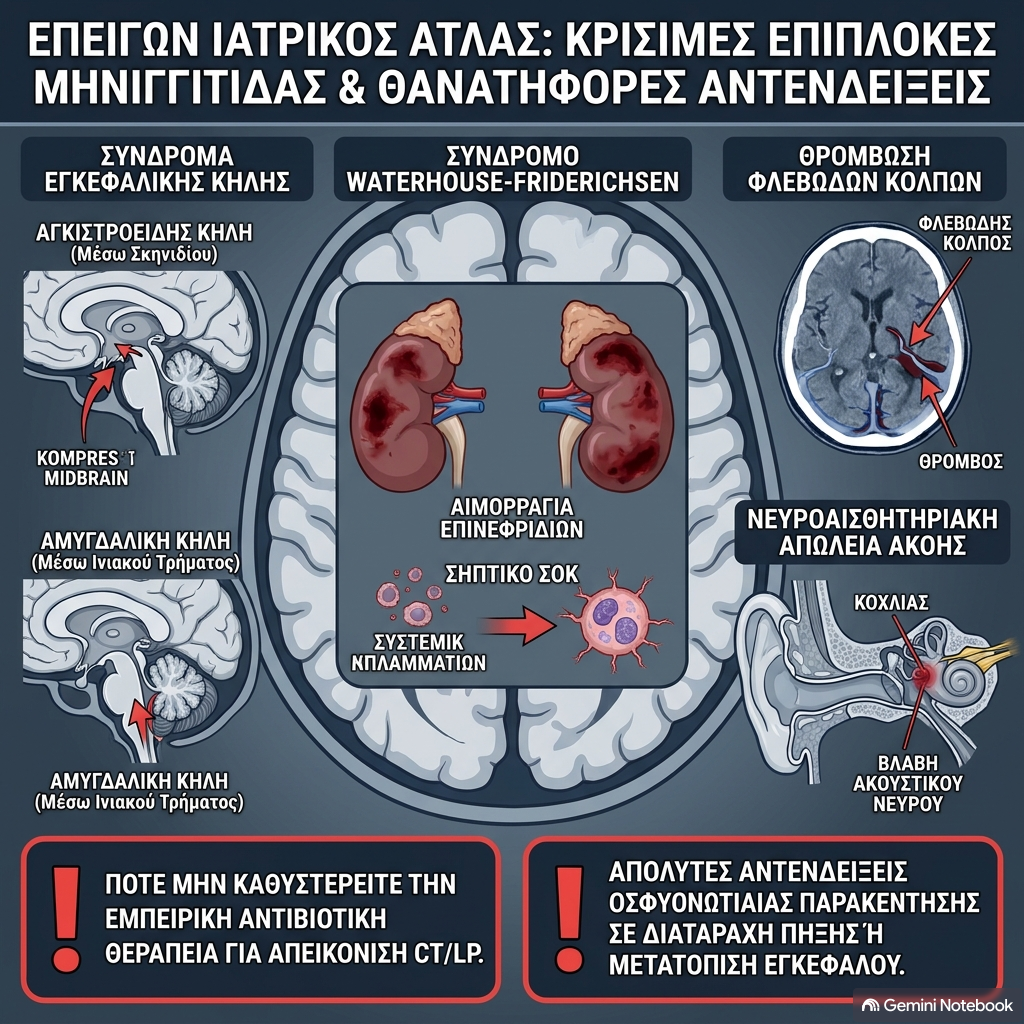 ΕΠΕΙΓΩΝ ΙΑΤΡΙΚΟΣ ΑΤΛΑΣ: ΚΡΙΣΙΜΕΣ ΕΠΙΠΛΟΚΕΣ
ΜΗΝΙΓΓΙΤΙΔΑΣ & ΘΑΝΑΤΗΦΟΡΕΣ ΑΝΤΕΝΔΕΙΞΕΙΣ
ΣΥΝΔΡΟΜΑ
ΕΓΚΕΦΑΛΙΚΗΣ ΚΗΛΗΣ
ΑΓΚΙΣΤΡΟΕΙΔΗΣ ΚΗΛΗ
(Μέσω Σκηνιδίου)
MIDBRAIN
ΑΜΥΓΔΑΛΙΚΗ ΚΗΛΗ
(Μέσω Ινιακού Τρήματος)
ΑΜΥΓΔΑΛΙΚΗ ΚΗΛΗ
(Μέσω Ινιακού Τρήματος)
ΣΥΝΔΡΟΜΟ
WATERHOUSE-FRIDERICHSEN
ΑΙΜΟΡΡΑΓΙΑ
ΕΠΙΝΕΦΡΙΔΙΩΝ
ΣΗΠΤΙΚΟ ΣΟΚ
ΣΥΣΤΕΜΙΚ
ΝΠΛΑΜΜΑΤΙΩΝ
ΘΡΟΜΒΩΣΗ
ΦΛΕΒΩΔΩΝ ΚΟΛΠΩΝ
ΦΛΕΒΩΔΗΣ
ΚΟΛΠΟΣ
ΘΡΟΜΒΟΣ
ΝΕΥΡΟΑΙΣΘΗΤΗΡΙΑΚΗ
ΑΠΩΛΕΙΑ ΑΚΟΗΣ
ΚΟΧΛΙΑΣ
ΒΛΑΒΗ
ΑΚΟΥΣΤΙΚΟΥ
ΝΕΥΡΟΥ
ΠΟΤΕ ΜΗΝ ΚΑΘΥΣΤΕΡΕΙΤΕ ΤΗΝ
ΕΜΠΕΙΡΙΚΗ ΑΝΤΙΒΙΟΤΙΚΗ
ΘΕΡΑΠΕΙΑ ΓΙΑ ΑΠΕΙΚΟΝΙΣΗ CT/LP.
ΑΠΟΛΥΤΕΣ ΑΝΤΕΝΔΕΙΞΕΙΣ
ΟΣΦΥΟΝΩΤΙΑΙΑΣ ΠΑΡΑΚΕΝΤΗΣΗΣ
ΣΕ ΔΙΑΤΑΡΑΧΗ ΠΗΞΗΣ Ή
ΜΕΤΑΤΟΠΙΣΗ ΕΓΚΕΦΑΛΟΥ.
Gemini Notebook